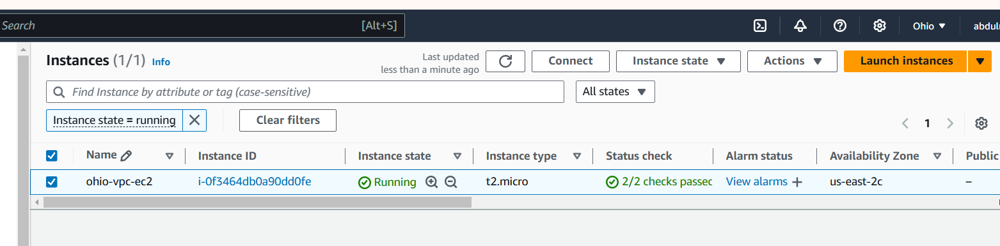 Search [Alt+S] Ohio
Instances (1/1) Info
Last updated
less than a minute ago
Connect Instance state Actions Launch instances
Find Instance by attribute or tag (case-sensitive) All states
Instance state = running Clear filters
1
Name Instance ID Instance state Instance type Status check Alarm status Availability Zone Public
ohio-vpc-ec2 i-0f3464db0a90dd0fe Running t2.micro 2/2 checks View alarms us-east-2c –